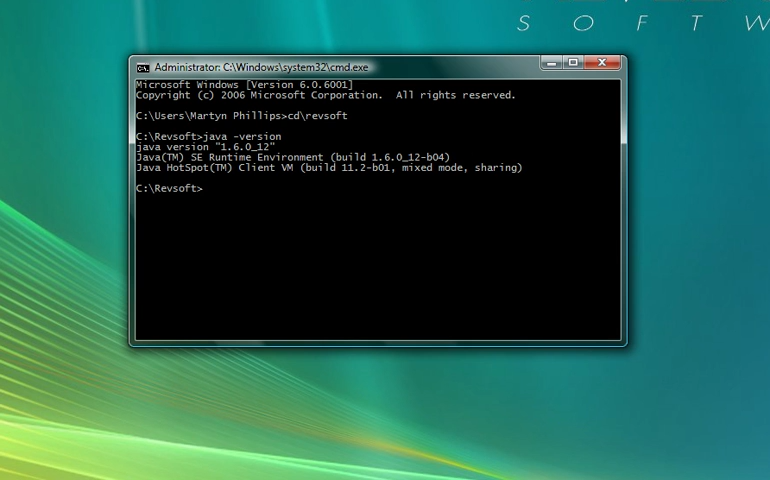 S O F T W
Administrator: C:\Windows\system32\cmd.exe
Microsoft Windows [Version 6.0.6001]
Copyright (c) 2006 Microsoft Corporation.  All rights reserved.
C:\Users\Martyn Phillips>cd\revsoft
C:\Revsoft>java -version
java version "1.6.0_12"
Java(TM) SE Runtime Environment (build 1.6.0_12-b04)
Java HotSpot(TM) Client VM (build 11.2-b01, mixed mode, sharing)
C:\Revsoft>